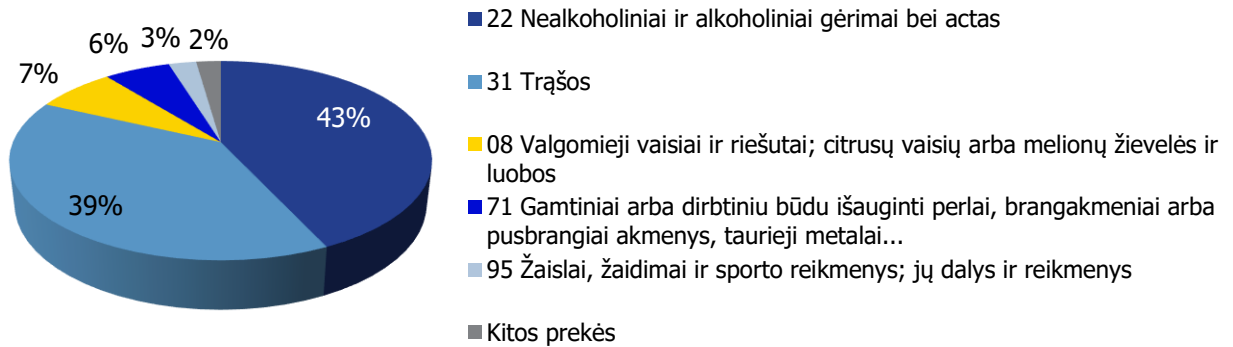 6%
3%
2%
7%
43%
39%
22 Nealkoholiniai ir alkoholiniai gėrimai bei actas
31 Trąšos
08 Valgomieji vaisiai ir riešutai; citrusų vaisių arba melionų žievelės ir
luobos
71 Gamtiniai arba dirbtiniu būdu išauginti perlai, brangakmeniai arba
pusbrangiai akmenys, taurieji metalai...
95 Žaislai, žaidimai ir sporto reikmenys; jų dalys ir reikmenys
Kitos prekės